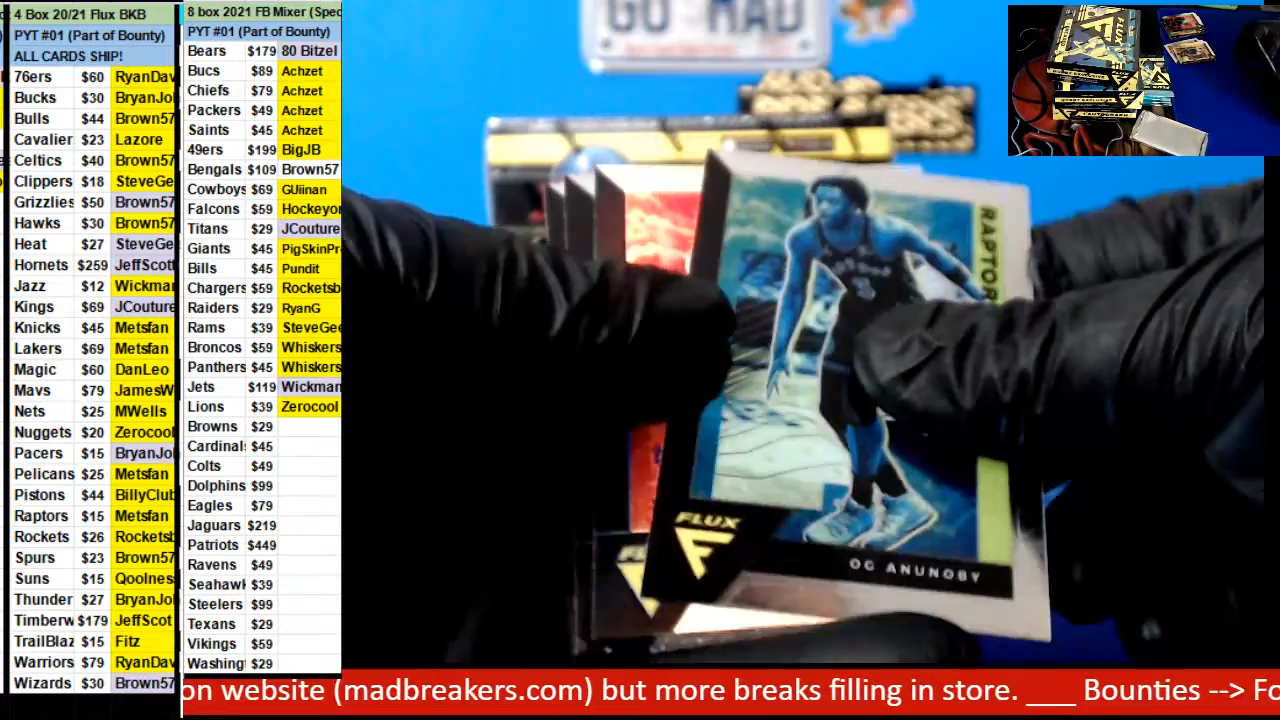 4 Box 20/21 Flux BKB
PYT #01 (Part of Bounty)
ALL CARDS SHIP!
76ers $60 RyanDav
Bucks $30 BryanJol
Bulls $44 Brown57
Cavalier $23 Lazore
Celtics $40 Brown57
Clippers $18 SteveGe
Grizzlies $50 Brown57
Hawks $30 Brown57
Heat $27 SteveGe
Hornets $259 JeffScott
Jazz $12 Wickma
Kings $69 JCouture
Knicks $45 Metsfan
Lakers $69 Metsfan
Magic $60 DanLeo
Mavs $79 JamesW
Nets $25 MWells
Nuggets $20 Zerocool
Pacers $15 BryanJol
Pelicans $25 Metsfan
Pistons $44 BillyClub
Raptors $15 Metsfan
Rockets $26 Rocketsb
Spurs $23 Brown57
Suns $15 Qoolnes
Thunder $27 BryanJo
Timberw $179 JeffScot
TrailBlaz $15 Fitz
Warriors $79 RyanDav
Wizards $30 Brown57
8 box 2021 FB Mixer (Spec
PYT #01 (Part of Bounty)
Bears $179 80 Bitzel
Bucs $89 Achzet
Chiefs $79 Achzet
Packers $49 Achzet
Saints $45 Achzet
49ers $199 BigJB
Bengals $109 Brown57
Cowboys $69 GUiinan
Falcons $59 Hockeyor
Titans $29 JCouture
Giants $45 PigSkinPr
Bills $45 Pundit
Chargers $59 Rocketsb
Raiders $29 RyanG
Rams $39 SteveGee
Broncos $59 Whiskers
Panthers $45 Whiskers
Jets $119 Wickman
Lions $39 Zerocool
Browns $29
Cardinal $45
Colts $49
Dolphins $99
Eagles $79
Jaguars $219
Patriots $449
Ravens $49
Seahawk $39
Steelers $99
Texans $29
Vikings $59
Washing $29
GO MAD
RAPTOR
FLUX
OG ANUNOBY
on website (madbreakers.com) but more breaks filling in store. ___ Bounties --> Fo